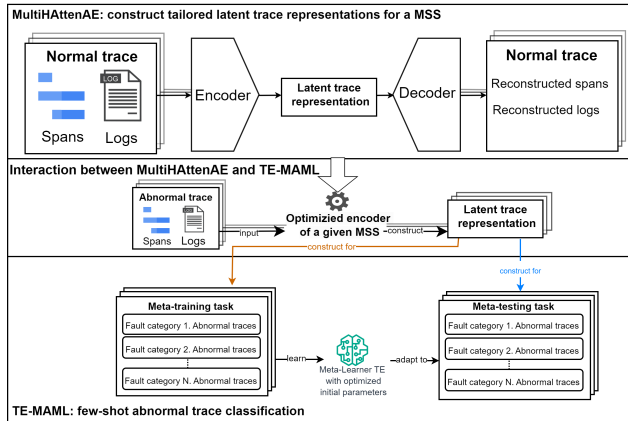 MultiHAttenAE: construct tailored latent trace representations for a MSS
Normal trace
LOG
Spans
Logs
Encoder
Latent trace
representation
Decoder
Normal trace
Reconstructed spans
Reconstructed logs
Interaction between MultiHAttenAE and TE-MAML
Abnormal trace
LOG
Spans
Logs
input
Optimizied encoder
of a given MSS
construct
Latent trace
representation
construct for
construct for
Meta-training task
Fault category 1. Abnormal traces
Fault category 2. Abnormal traces
Fault category N. Abnormal traces
learn
Meta-Learner TE
with optimized
initial parameters
adapt to
Meta-testing task
Fault category 1. Abnormal traces
Fault category 2. Abnormal traces
Fault category N. Abnormal traces
TE-MAML: few-shot abnormal trace classification